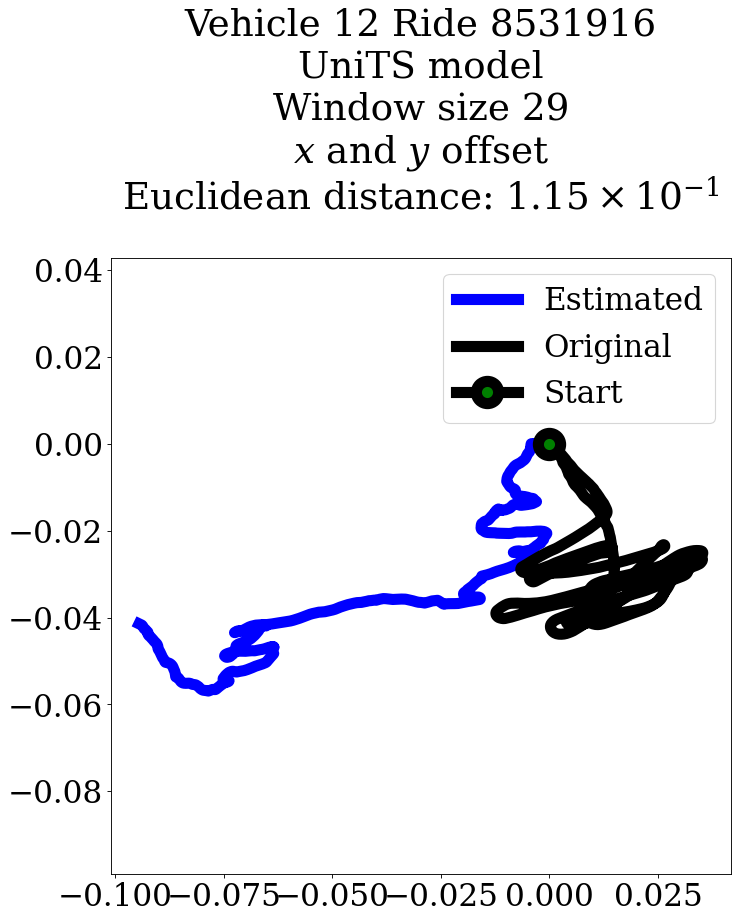 Vehicle 12 Ride 8531916
UniTS model
Window size 29
x and y offset
Euclidean distance: 1.15 × 10⁻¹
Estimated
Original
Start
0.04
0.02
0.00
−0.02
−0.04
−0.06
−0.08
−0.100 −0.075 −0.050 −0.025 0.000 0.025